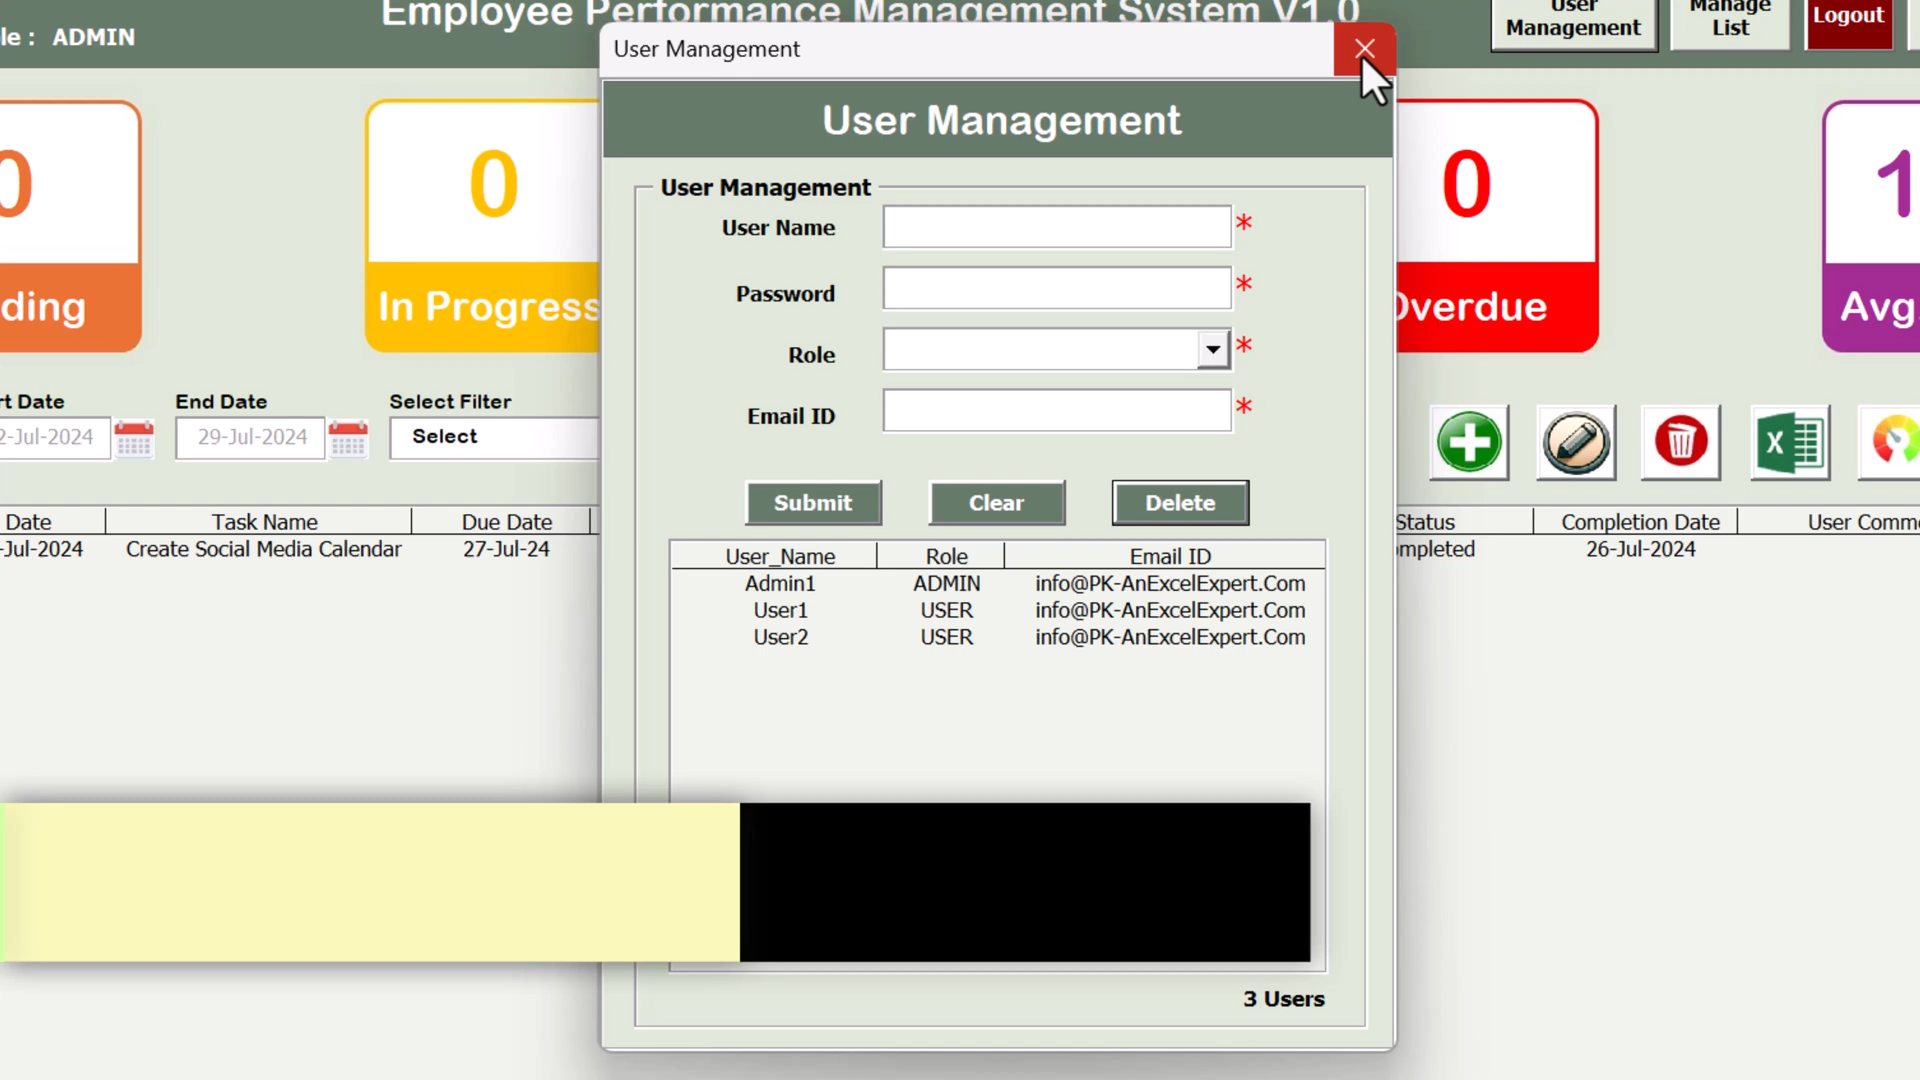 Employee Performance Management System V1.0
le : ADMIN
User
Management
Manage
List
Logout
User Management
User Management
0
0
0
1
ding
In Progress
Overdue
Avg.
User Management
User Name
*
Password
*
Role
*
Email ID
*
rt Date
End Date
Select Filter
2-Jul-2024
29-Jul-2024
Select
Submit
Clear
Delete
Date
Task Name
Due Date
Status
Completion Date
User Comme
-Jul-2024
Create Social Media Calendar
27-Jul-24
mpleted
26-Jul-2024
User_Name
Role
Email ID
Admin1
ADMIN
info@PK-AnExcelExpert.Com
User1
USER
info@PK-AnExcelExpert.Com
User2
USER
info@PK-AnExcelExpert.Com
3 Users